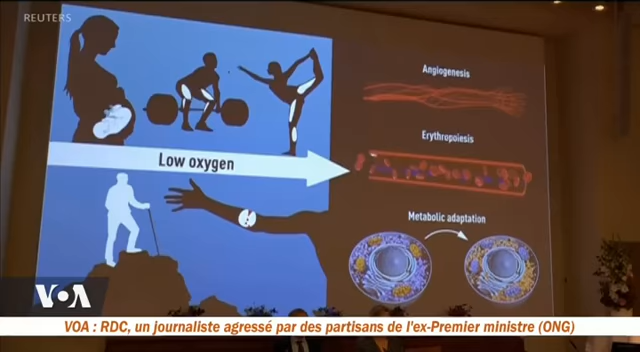 REUTERS
Angiogenesis
Erythropoiesis
Low oxygen
Metabolic adaptation
VOA
VOA : RDC, un journaliste agressé par des partisans de l'ex-Premier ministre (ONG)